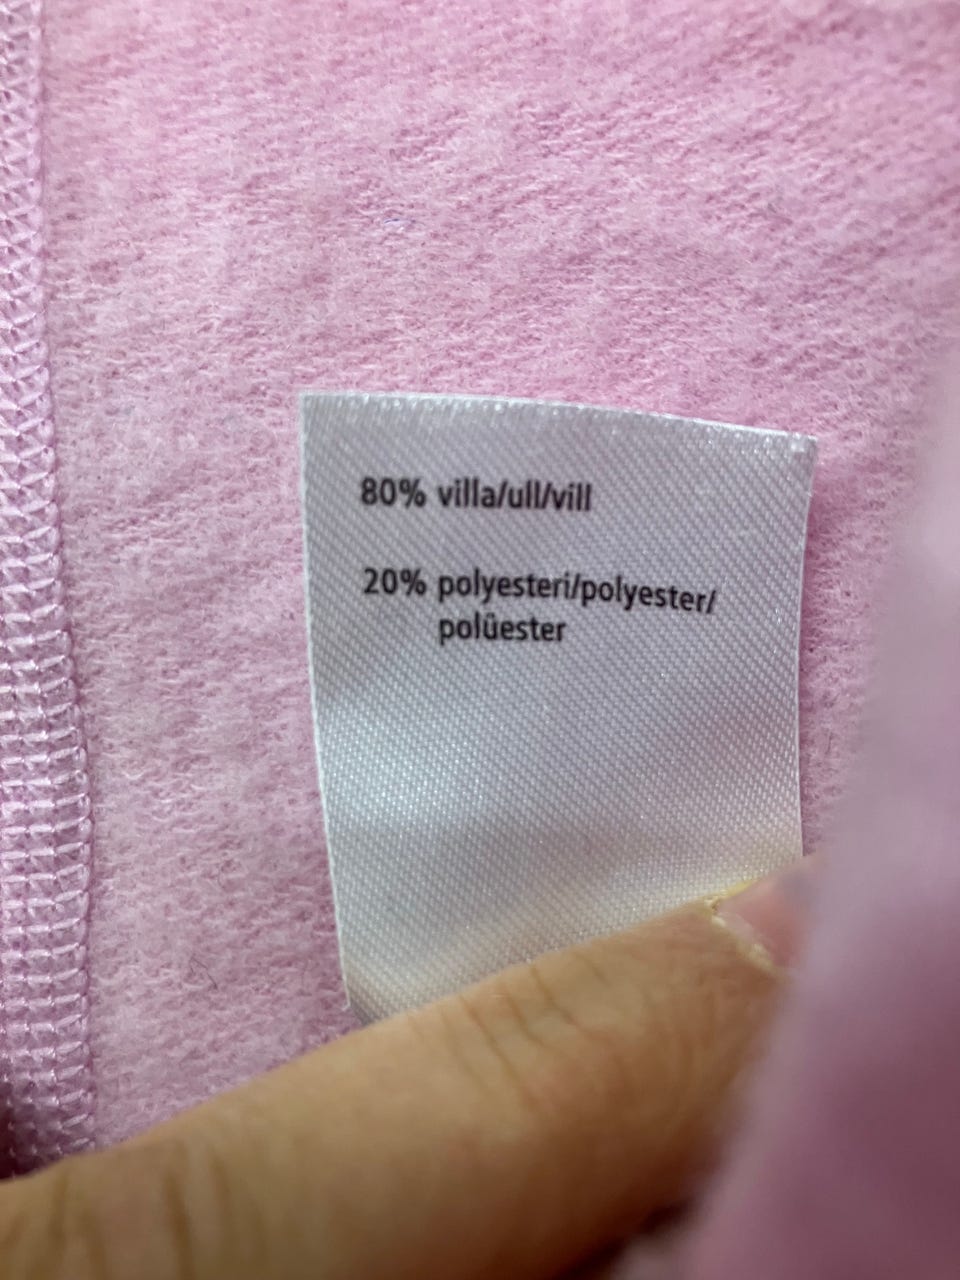 80% villa/ull/vill
20% polyesteri/polyester/
polüester